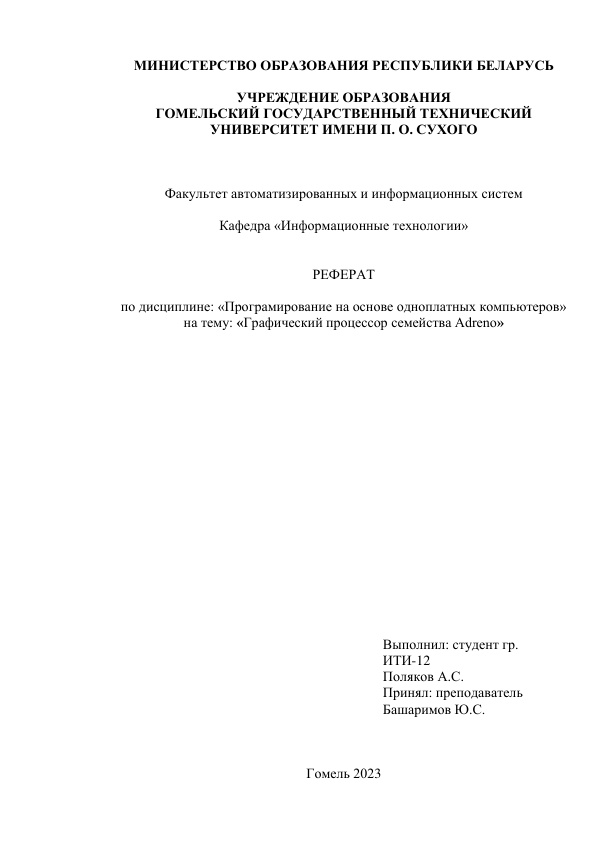 МИНИСТЕРСТВО ОБРАЗОВАНИЯ РЕСПУБЛИКИ БЕЛАРУСЬ
УЧРЕЖДЕНИЕ ОБРАЗОВАНИЯ
ГОМЕЛЬСКИЙ ГОСУДАРСТВЕННЫЙ ТЕХНИЧЕСКИЙ
УНИВЕРСИТЕТ ИМЕНИ П. О. СУХОГО
Факультет автоматизированных и информационных систем
Кафедра «Информационные технологии»
РЕФЕРАТ
по дисциплине: «Програмирование на основе одноплатных компьютеров»
на тему: «Графический процессор семейства Adreno»
Выполнил: студент гр.
ИТИ-12
Поляков А.С.
Принял: преподаватель
Башаримов Ю.С.
Гомель 2023